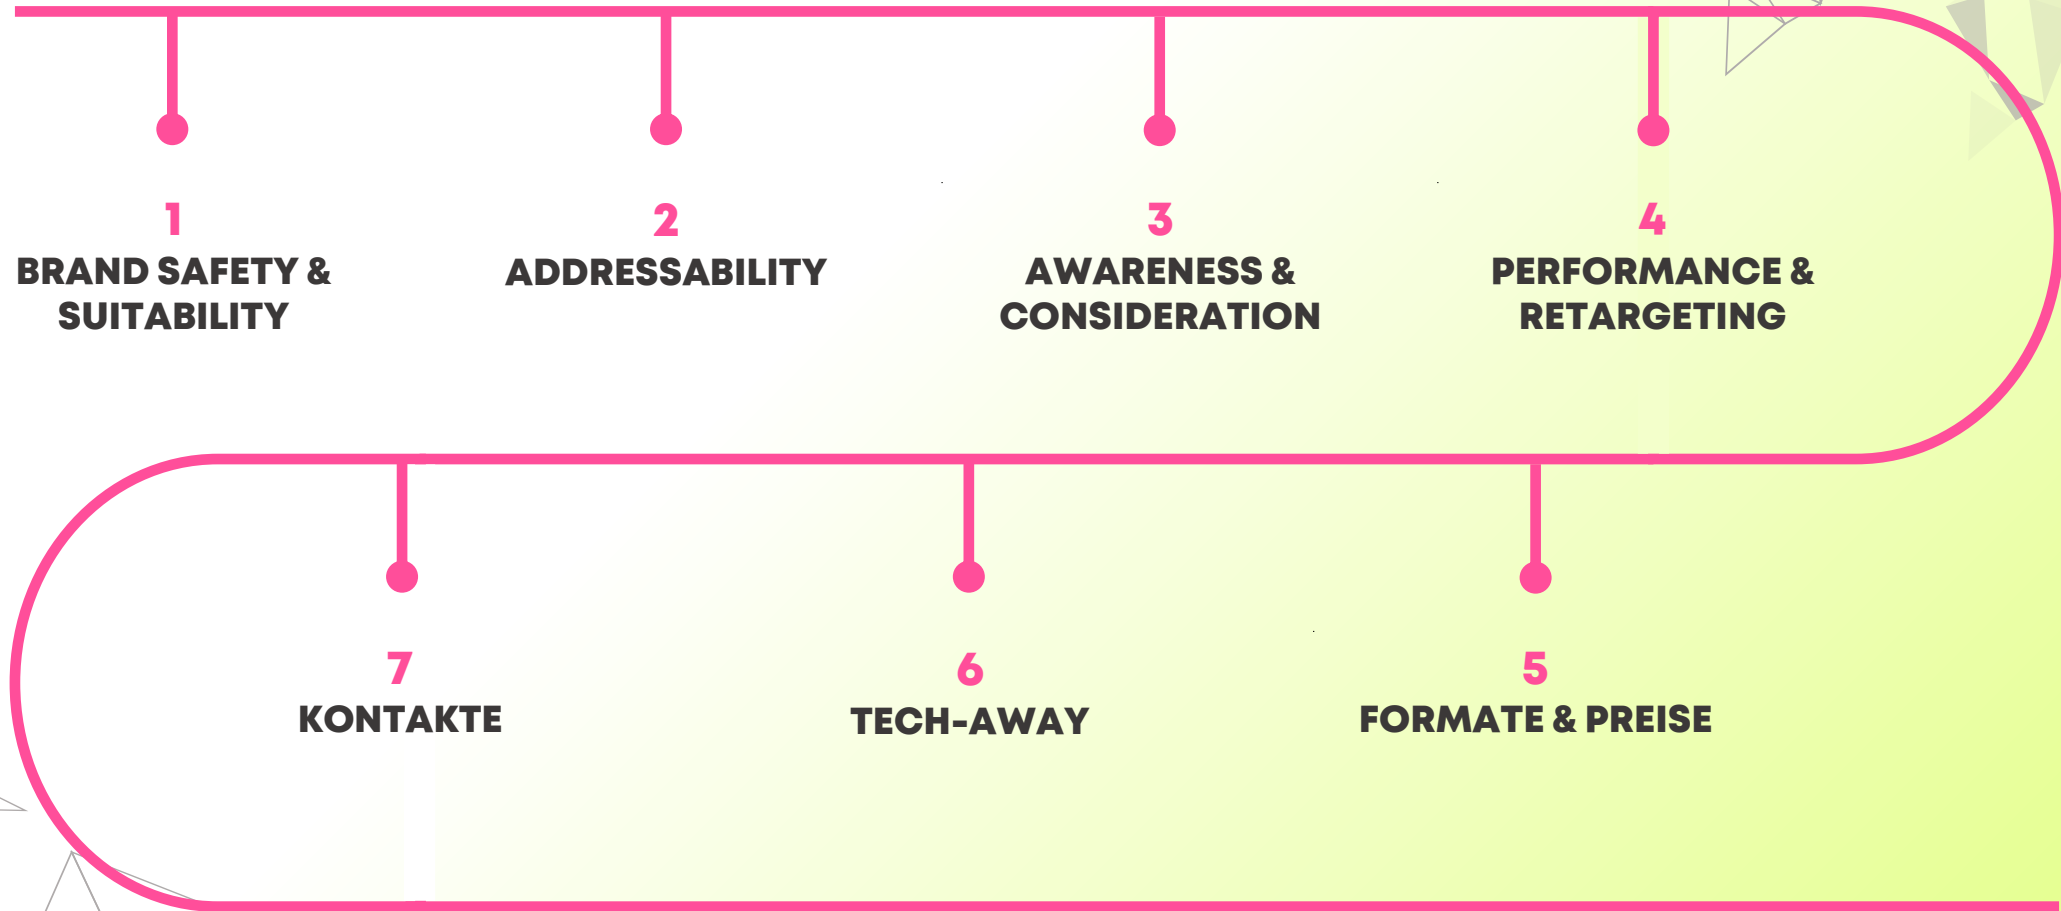 1
BRAND SAFETY &
SUITABILITY
2
ADDRESSABILITY
3
AWARENESS &
CONSIDERATION
4
PERFORMANCE &
RETARGETING
5
FORMATE & PREISE
6
TECH-AWAY
7
KONTAKTE